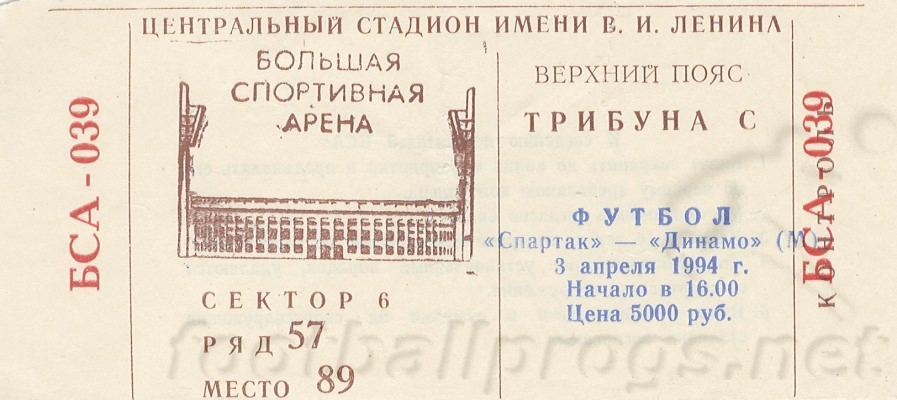 ЦЕНТРАЛЬНЫЙ СТАДИОН ИМЕНИ В. И. ЛЕНИНА
БСА - 039
БОЛЬШАЯ
СПОРТИВНАЯ
АРЕНА
СЕКТОР 6
РЯД 57
МЕСТО 89
ВЕРХНИЙ ПОЯС
ТРИБУНА С
ФУТБОЛ
«Спартак» — «Динамо» (М)
3 апреля 1994 г.
Начало в 16.00
Цена 5000 руб.
БСА - 039
КОНТРОЛЬ
footballprogs.net